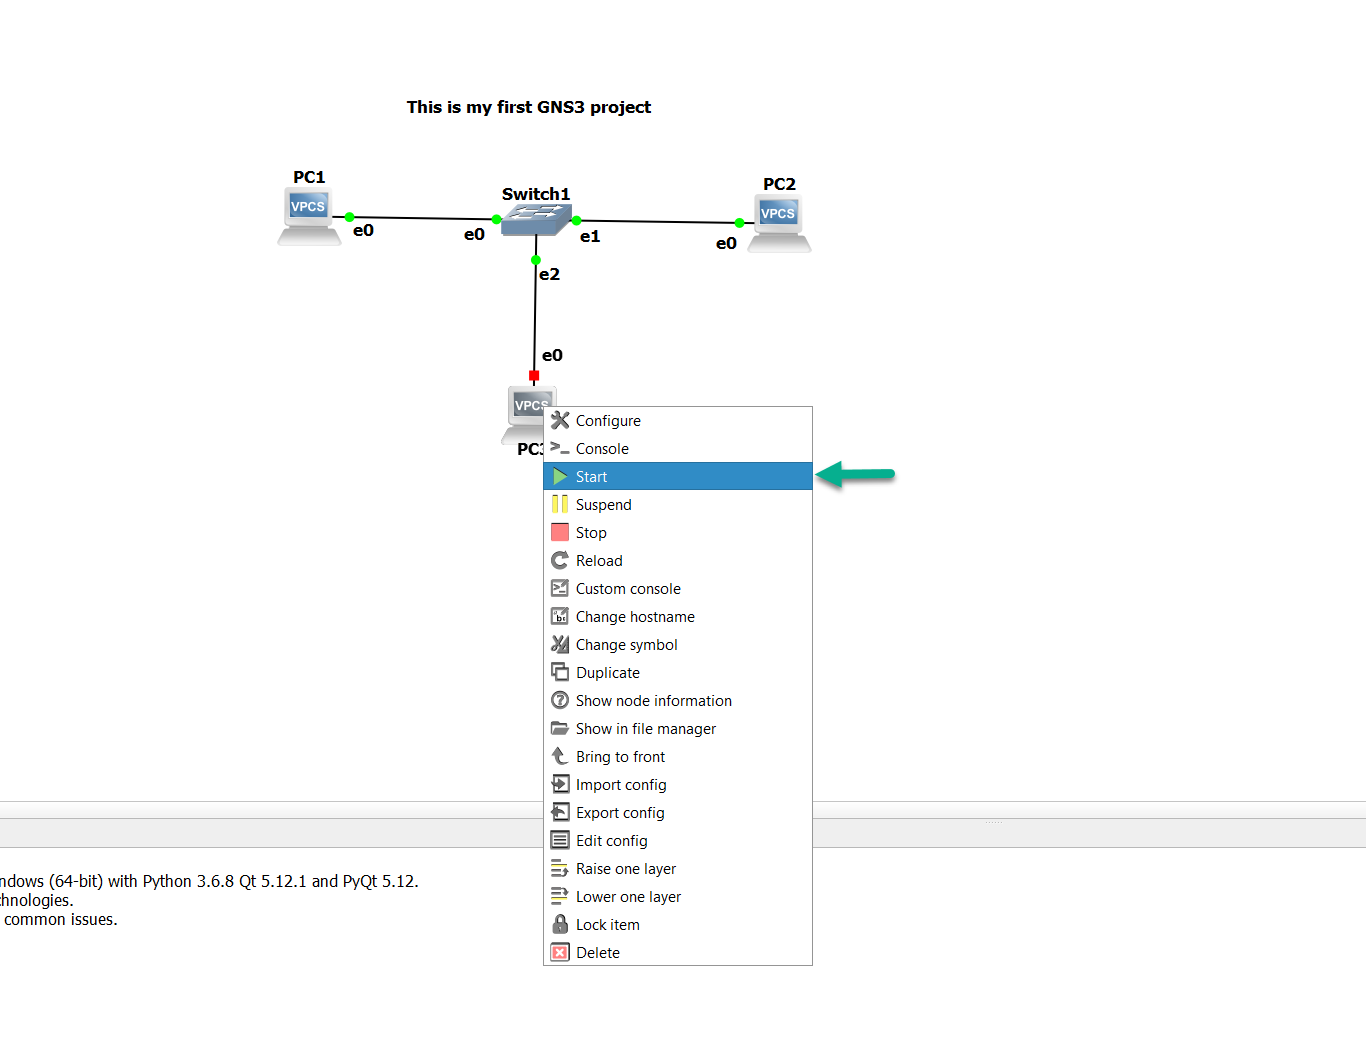 This is my first GNS3 project
PC1
VPCS
e0
Switch1
e0
e1
PC2
VPCS
e0
e2
e0
VPCS
PC3
Configure
Console
Start
Suspend
Stop
Reload
Custom console
Change hostname
Change symbol
Duplicate
Show node information
Show in file manager
Bring to front
Import config
Export config
Edit config
Raise one layer
Lower one layer
Lock item
Delete
ndows (64-bit) with Python 3.6.8 Qt 5.12.1 and PyQt 5.12.
chnologies.
common issues.